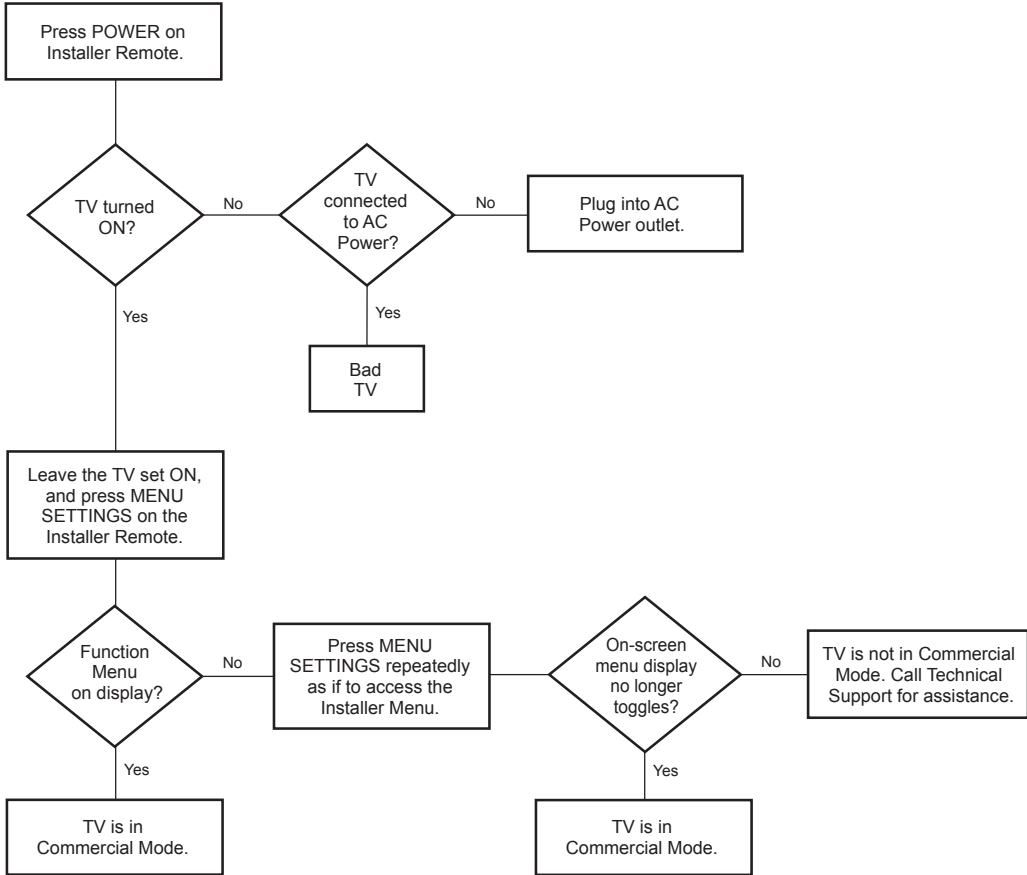 Press POWER on
Installer Remote.
TV turned
ON?
No
TV
connected
to AC
Power?
No
Plug into AC
Power outlet.
Yes
Yes
Bad
TV
Leave the TV set ON,
and press MENU
SETTINGS on the
Installer Remote.
Function
Menu
on display?
No
Press MENU
SETTINGS repeatedly
as if to access the
Installer Menu.
On-screen
menu display
no longer
toggles?
No
TV is not in Commercial
Mode. Call Technical
Support for assistance.
Yes
Yes
TV is in
Commercial Mode.
TV is in
Commercial Mode.